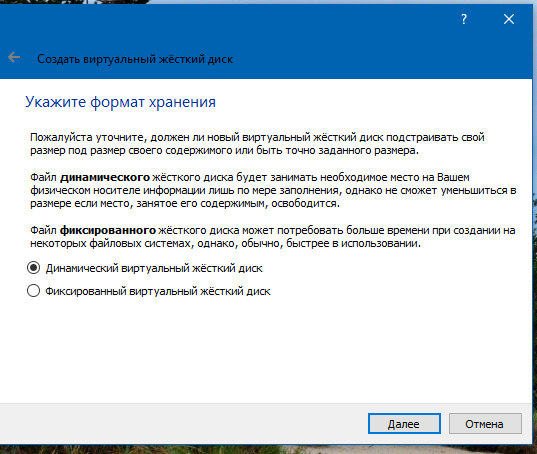 ?
Создать виртуальный жёсткий диск
Укажите формат хранения
Пожалуйста уточните, должен ли новый виртуальный жёсткий диск подстраивать свой
размер под размер своего содержимого или быть точно заданного размера.
Файл динамического жёсткого диска будет занимать необходимое место на Вашем
физическом носителе информации лишь по мере заполнения, однако не сможет уменьшиться в
размере если место, занятое его содержимым, освободится.
Файл фиксированного жёсткого диска может потребовать больше времени при создании на
некоторых файловых системах, однако, обычно, быстрее в использовании.
Динамический виртуальный жёсткий диск
Фиксированный виртуальный жёсткий диск
Далее Отмена